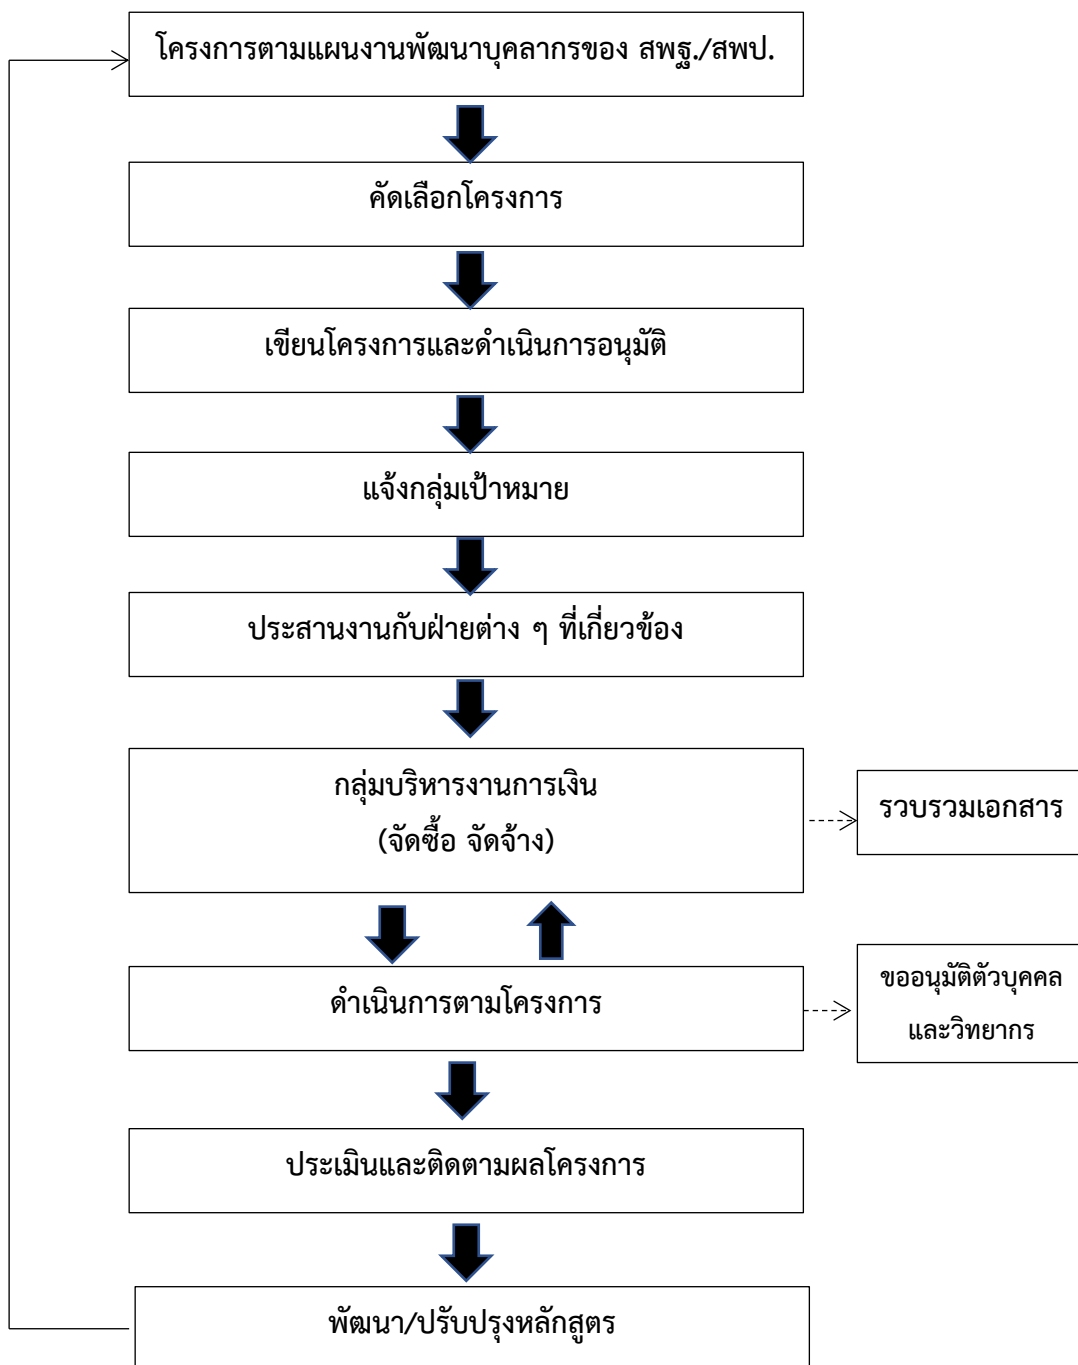 โครงการตามแผนงานพัฒนาบุคลากรของ สพฐ./สพป.
คัดเลือกโครงการ
เขียนโครงการและดำเนินการอนุมัติ
แจ้งกลุ่มเป้าหมาย
ประสานงานกับฝ่ายต่าง ๆ ที่เกี่ยวข้อง
กลุ่มบริหารงานการเงิน
(จัดซื้อ จัดจ้าง)
รวบรวมเอกสาร
ดำเนินการตามโครงการ
ขออนุมัติตัวบุคคล
และวิทยากร
ประเมินและติดตามผลโครงการ
พัฒนา/ปรับปรุงหลักสูตร